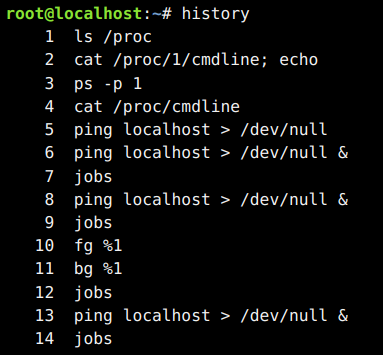 root@localhost:~# history
1 ls /proc
2 cat /proc/1/cmdline; echo
3 ps -p 1
4 cat /proc/cmdline
5 ping localhost > /dev/null
6 ping localhost > /dev/null &
7 jobs
8 ping localhost > /dev/null &
9 jobs
10 fg %1
11 bg %1
12 jobs
13 ping localhost > /dev/null &
14 jobs